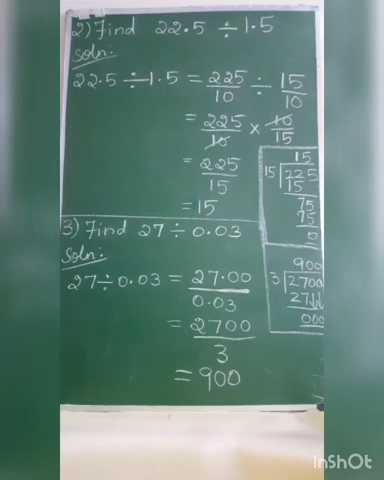 2) Find 22.5 ÷ 1.5
Soln:
22.5 ÷ 1.5 = 225/10 ÷ 15/10
= 225/10 × 10/15
= 225/15
= 15
15
15 225
15
75
75
0
3) Find 27 ÷ 0.03
Soln:
27 ÷ 0.03 = 27.00/0.03
= 2700/3
= 900
900
3 2700
27
000
InShOt